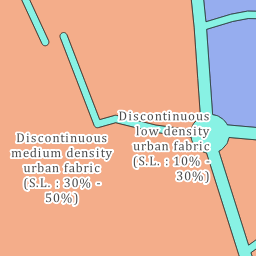 Discontinuous
low density
urban fabric
(S.L. : 10% -
30%)
Discontinuous
medium density
urban fabric
(S.L. : 30% -
50%)